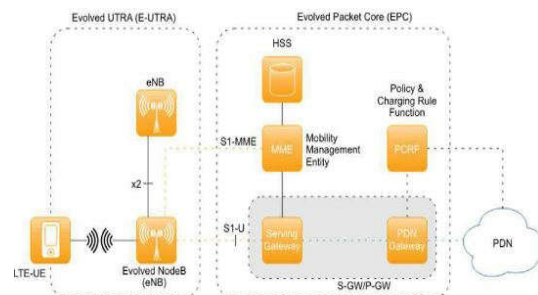 Evolved UTRA (E-UTRA)
Evolved Packet Core (EPC)
HSS
eNB
Policy &
Charging Rule
Function
S1-MME
MME
Mobility
Management
Entity
PCRF
x2
S1-U
Serving
Gateway
PDN
Gateway
PDN
LTE-UE
Evolved NodeB
(eNB)
S-GW/P-GW